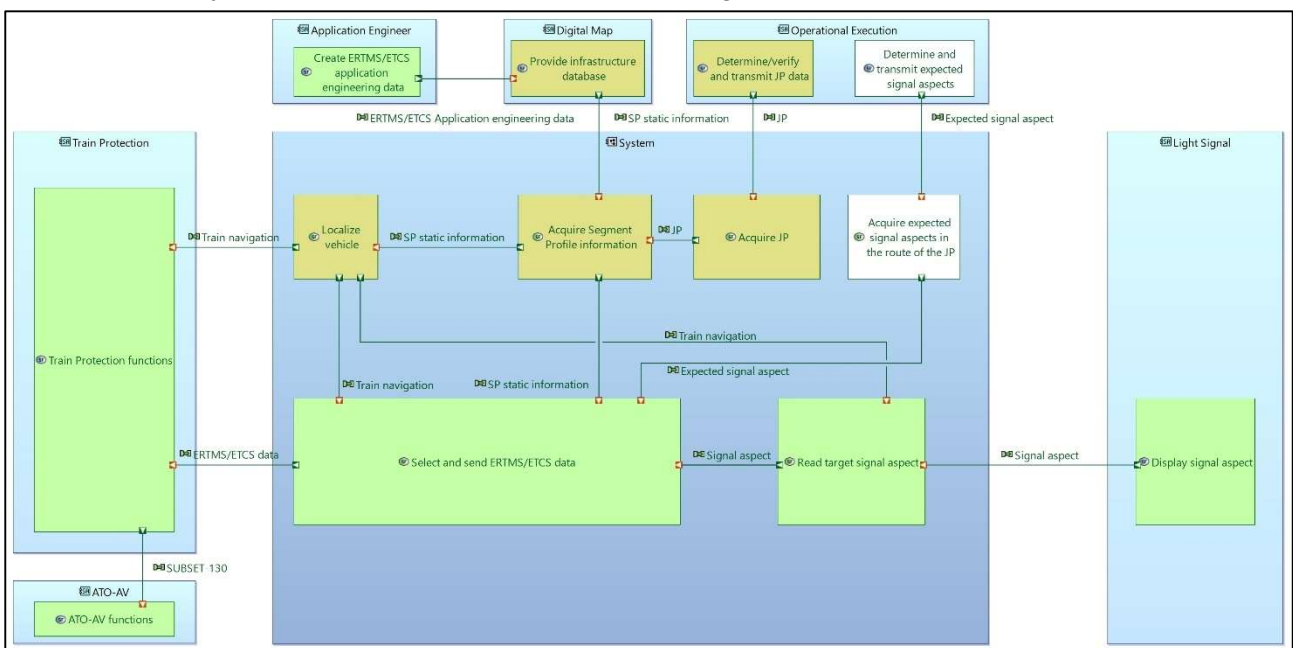 Application Engineer
Digital Map
Operational Execution
Create ERTMS/ETCS
application
engineering data
Provide infrastructure
database
Determine/verify
and transmit JP data
Determine and
transmit expected
signal aspects
ERTMS/ETCS Application engineering data
SP static information
JP
Expected signal aspect
Train Protection
System
Light Signal
Train navigation
Localize
vehicle
SP static information
Acquire Segment
Profile information
JP
Acquire JP
Acquire expected
signal aspects in
the route of the JP
Train navigation
Train Protection functions
Expected signal aspect
Train navigation
SP static information
ERTMS/ETCS data
Select and send ERTMS/ETCS data
Signal aspect
Read target signal aspect
Signal aspect
Display signal aspect
SUBSET-130
ATO-AV
ATO-AV functions